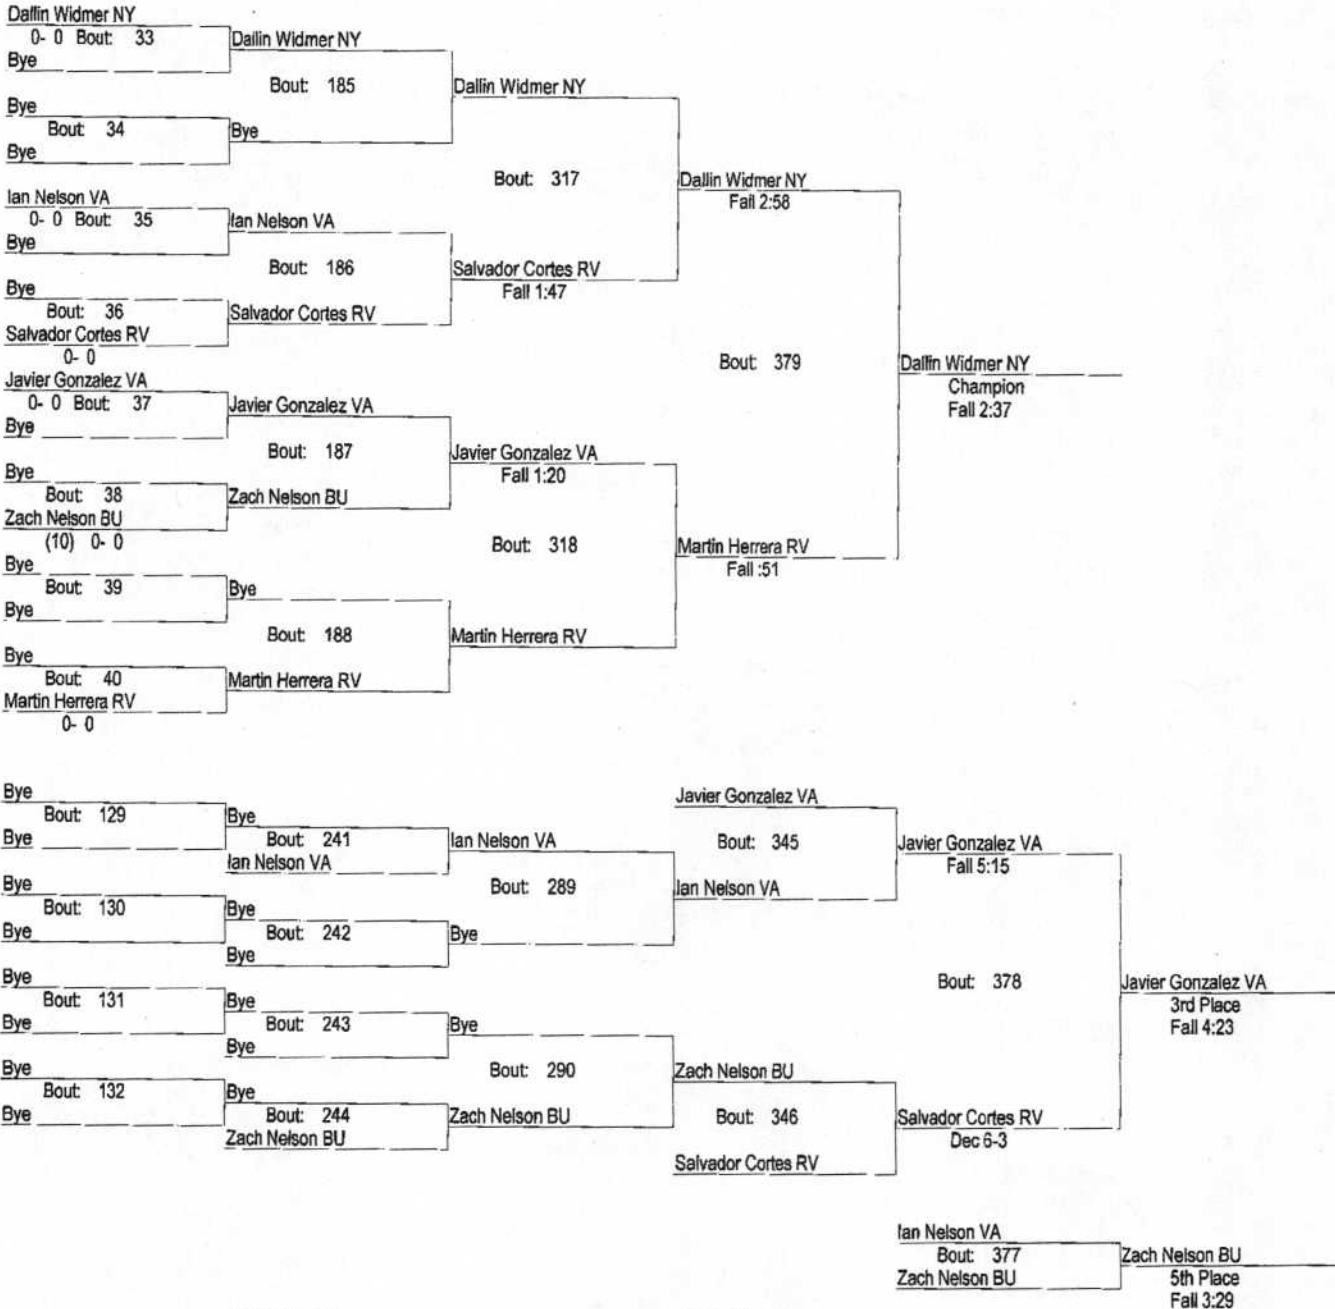 Dallin Widmer NY
0- 0 Bout: 33
Bye
Dallin Widmer NY
Bout: 185
Bye
Bout: 34
Bye
Bye
Dallin Widmer NY
Bout: 317
Ian Nelson VA
0- 0 Bout: 35
Bye
Ian Nelson VA
Bout: 186
Bye
Bout: 36
Salvador Cortes RV
0- 0
Salvador Cortes RV
Salvador Cortes RV
Fall 1:47
Dallin Widmer NY
Fall 2:58
Bout: 379
Javier Gonzalez VA
0- 0 Bout: 37
Bye
Javier Gonzalez VA
Bout: 187
Bye
Bout: 38
Zach Nelson BU
(10) 0- 0
Zach Nelson BU
Javier Gonzalez VA
Fall 1:20
Bout: 318
Bye
Bout: 39
Bye
Bye
Bout: 188
Bye
Bout: 40
Martin Herrera RV
0- 0
Martin Herrera RV
Martin Herrera RV
Martin Herrera RV
Fall :51
Dallin Widmer NY
Champion
Fall 2:37
Bye
Bout: 129
Bye
Bye
Bout: 241
Ian Nelson VA
Ian Nelson VA
Bout: 289
Bye
Bout: 130
Bye
Bye
Bout: 242
Bye
Bye
Javier Gonzalez VA
Bout: 345
Ian Nelson VA
Javier Gonzalez VA
Fall 5:15
Bout: 378
Bye
Bout: 131
Bye
Bye
Bout: 243
Bye
Bye
Bout: 290
Bye
Bout: 132
Bye
Bye
Bout: 244
Zach Nelson BU
Zach Nelson BU
Zach Nelson BU
Bout: 346
Salvador Cortes RV
Salvador Cortes RV
Dec 6-3
Javier Gonzalez VA
3rd Place
Fall 4:23
Ian Nelson VA
Bout: 377
Zach Nelson BU
Zach Nelson BU
5th Place
Fall 3:29